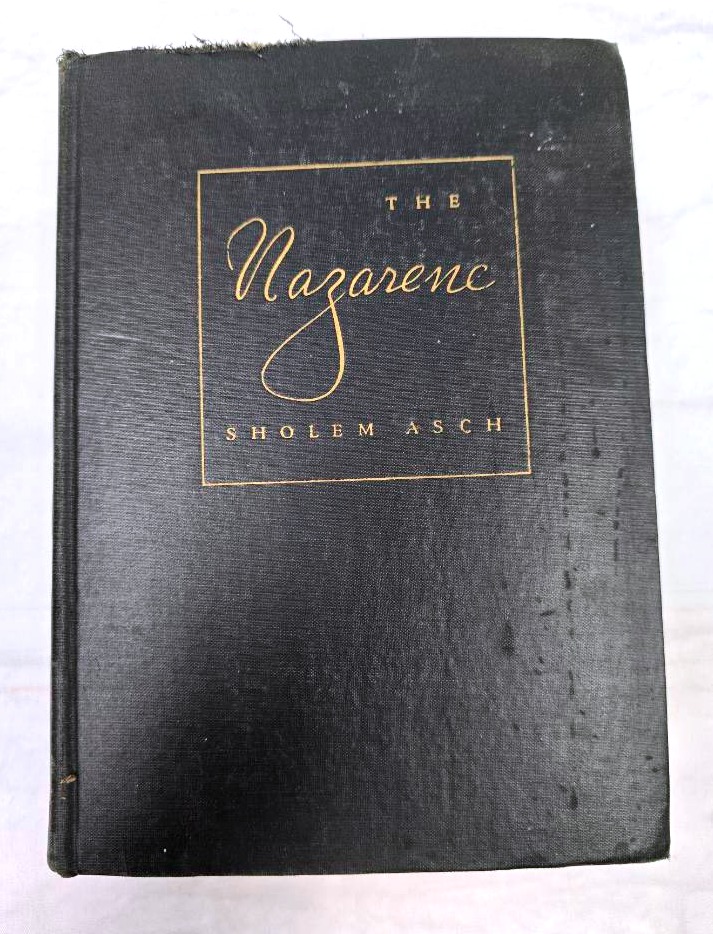 THE
Nazarene
SHOLEM ASCH